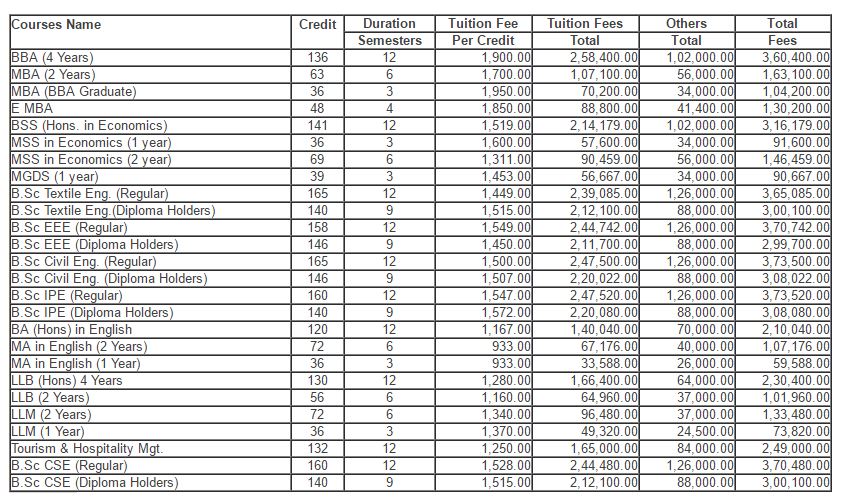 Courses Name Credit Duration Tuition Fee Tuition Fees Others Total
Semesters Per Credit Total Total Fees
BBA (4 Years) 136 12 1,900.00 2,58,400.00 1,02,000.00 3,60,400.00
MBA (2 Years) 63 6 1,700.00 1,07,100.00 56,000.00 1,63,100.00
MBA (BBA Graduate) 36 3 1,950.00 70,200.00 34,000.00 1,04,200.00
E MBA 48 4 1,850.00 88,800.00 41,400.00 1,30,200.00
BSS (Hons. in Economics) 141 12 1,519.00 2,14,179.00 1,02,000.00 3,16,179.00
MSS in Economics (1 year) 36 3 1,600.00 57,600.00 34,000.00 91,600.00
MSS in Economics (2 year) 69 6 1,311.00 90,459.00 56,000.00 1,46,459.00
MGDS (1 year) 39 3 1,453.00 56,667.00 34,000.00 90,667.00
B.Sc Textile Eng. (Regular) 165 12 1,449.00 2,39,085.00 1,26,000.00 3,65,085.00
B.Sc Textile Eng.(Diploma Holders) 140 9 1,515.00 2,12,100.00 88,000.00 3,00,100.00
B.Sc EEE (Regular) 158 12 1,549.00 2,44,742.00 1,26,000.00 3,70,742.00
B.Sc EEE (Diploma Holders) 146 9 1,450.00 2,11,700.00 88,000.00 2,99,700.00
B.Sc Civil Eng. (Regular) 165 12 1,500.00 2,47,500.00 1,26,000.00 3,73,500.00
B.Sc Civil Eng. (Diploma Holders) 146 9 1,507.00 2,20,022.00 88,000.00 3,08,022.00
B.Sc IPE (Regular) 160 12 1,547.00 2,47,520.00 1,26,000.00 3,73,520.00
B.Sc IPE (Diploma Holders) 140 9 1,572.00 2,20,080.00 88,000.00 3,08,080.00
BA (Hons) in English 120 12 1,167.00 1,40,040.00 70,000.00 2,10,040.00
MA in English (2 Years) 72 6 933.00 67,176.00 40,000.00 1,07,176.00
MA in English (1 Year) 36 3 933.00 33,588.00 26,000.00 59,588.00
LLB (Hons) 4 Years 130 12 1,280.00 1,66,400.00 64,000.00 2,30,400.00
LLB (2 Years) 56 6 1,160.00 64,960.00 37,000.00 1,01,960.00
LLM (2 Years) 72 6 1,340.00 96,480.00 37,000.00 1,33,480.00
LLM (1 Year) 36 3 1,370.00 49,320.00 24,500.00 73,820.00
Tourism & Hospitality Mgt. 132 12 1,250.00 1,65,000.00 84,000.00 2,49,000.00
B.Sc CSE (Regular) 160 12 1,528.00 2,44,480.00 1,26,000.00 3,70,480.00
B.Sc CSE (Diploma Holders) 140 9 1,515.00 2,12,100.00 88,000.00 3,00,100.00